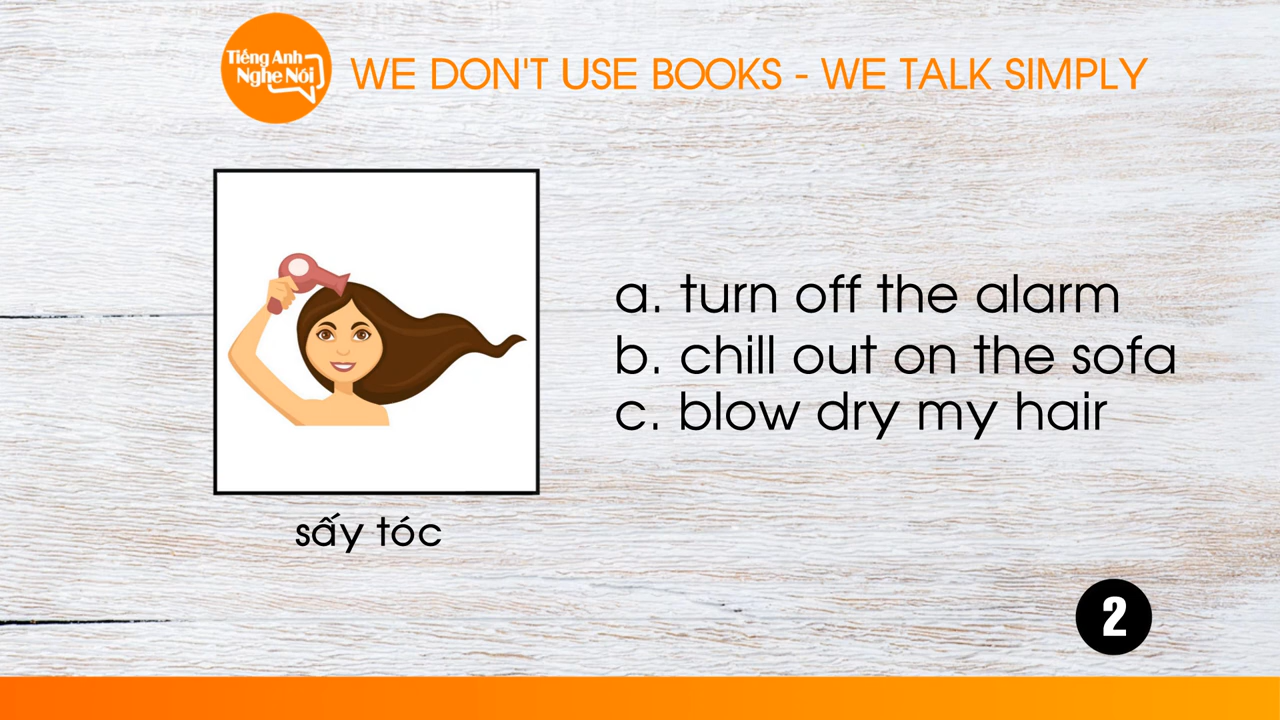 Tiếng Anh
Nghe Nói
WE DON'T USE BOOKS - WE TALK SIMPLY
a. turn off the alarm
b. chill out on the sofa
c. blow dry my hair
sấy tóc
2